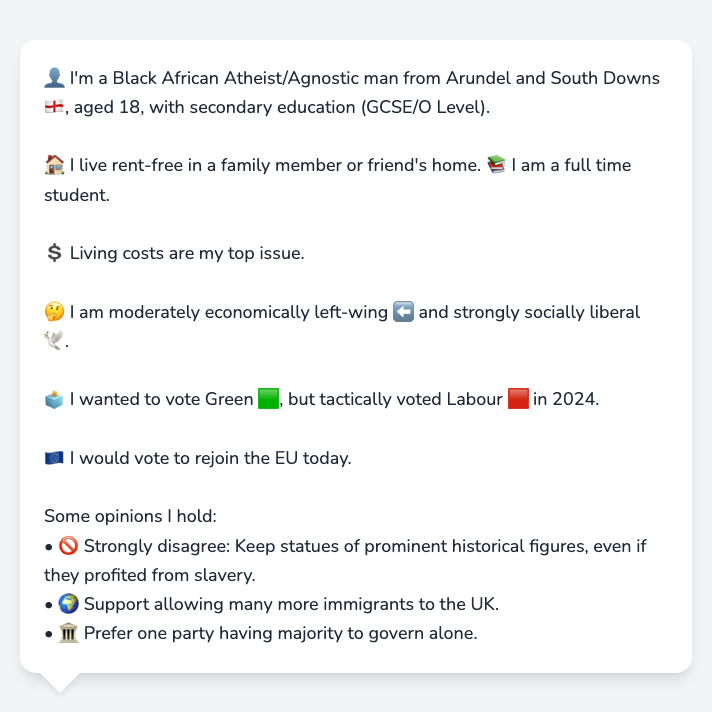 👤 I'm a Black African Atheist/Agnostic man from Arundel and South Downs
🏴󠁧󠁢󠁥󠁮󠁧󠁿, aged 18, with secondary education (GCSE/O Level).
🏠 I live rent-free in a family member or friend's home. 📚 I am a full time
student.
💲 Living costs are my top issue.
🤔 I am moderately economically left-wing ⬅️ and strongly socially liberal
🕊️.
🗳️ I wanted to vote Green 🟩, but tactically voted Labour 🟥 in 2024.
🇪🇺 I would vote to rejoin the EU today.
Some opinions I hold:
• 🚫 Strongly disagree: Keep statues of prominent historical figures, even if
they profited from slavery.
• 🌍 Support allowing many more immigrants to the UK.
• 🏛️ Prefer one party having majority to govern alone.